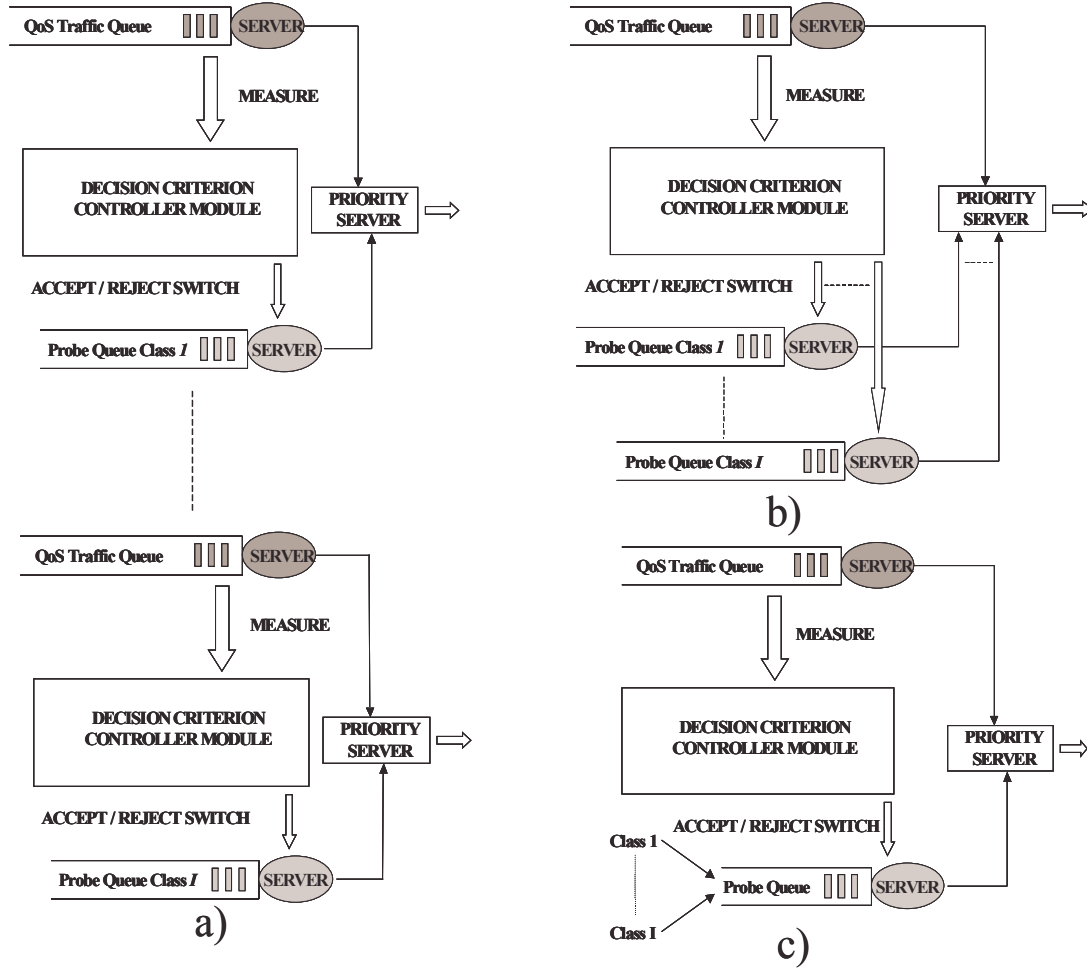 QoS Traffic Queue
SERVER
MEASURE
DECISION CRITERION
CONTROLLER MODULE
PRIORITY
SERVER
ACCEPT / REJECT SWITCH
Probe Queue Class 1
SERVER
QoS Traffic Queue
SERVER
MEASURE
DECISION CRITERION
CONTROLLER MODULE
PRIORITY
SERVER
ACCEPT / REJECT SWITCH
Probe Queue Class I
SERVER
a)
QoS Traffic Queue
SERVER
MEASURE
DECISION CRITERION
CONTROLLER MODULE
PRIORITY
SERVER
ACCEPT / REJECT SWITCH
Probe Queue Class 1
SERVER
Probe Queue Class I
SERVER
b)
QoS Traffic Queue
SERVER
MEASURE
DECISION CRITERION
CONTROLLER MODULE
PRIORITY
SERVER
ACCEPT / REJECT SWITCH
Class 1
Probe Queue
SERVER
Class I
c)